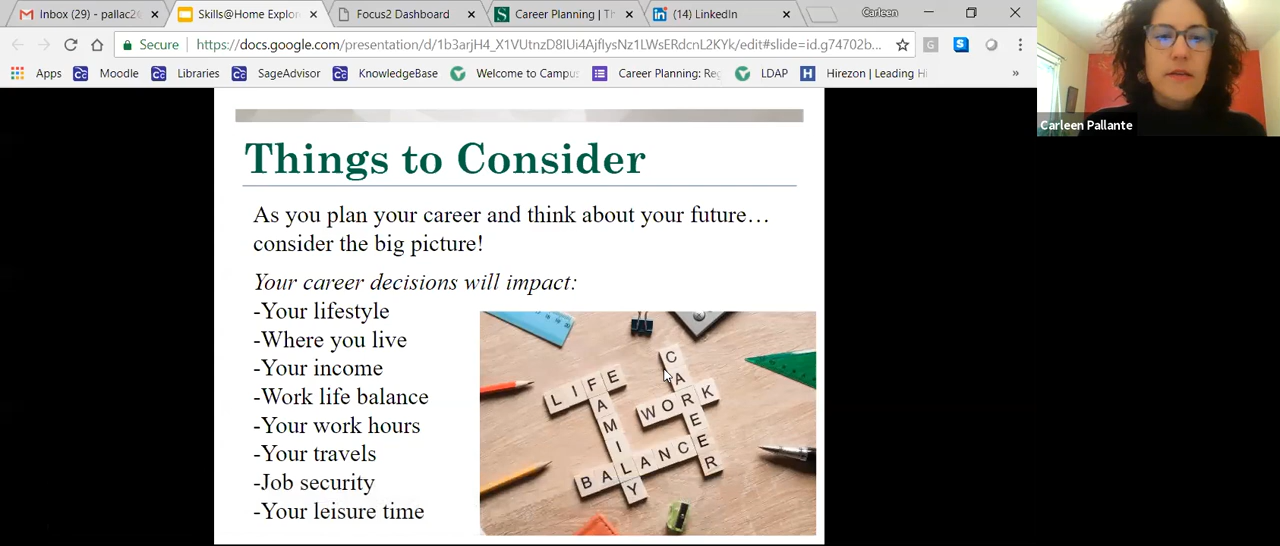 Inbox (29) - pallac2@
Skills@Home Explor
Focus2 Dashboard
Career Planning | Th
(14) LinkedIn
Carleen
Secure
https://docs.google.com/presentation/d/1b3arjH4_X1VUtnzD8IUi4AjfIysNz1LWsERdcnL2KYk/edit#slide=id.g74702b...
Apps
Moodle
Libraries
SageAdvisor
KnowledgeBase
Welcome to Campus
Career Planning: Reg
LDAP
Hirezon | Leading Hi
»
Carleen Pallante
Things to Consider
As you plan your career and think about your future…
consider the big picture!
Your career decisions will impact:
-Your lifestyle
-Where you live
-Your income
-Work life balance
-Your work hours
-Your travels
-Job security
-Your leisure time
LIFE
FAMILY
CAREER
WORK
BALANCE